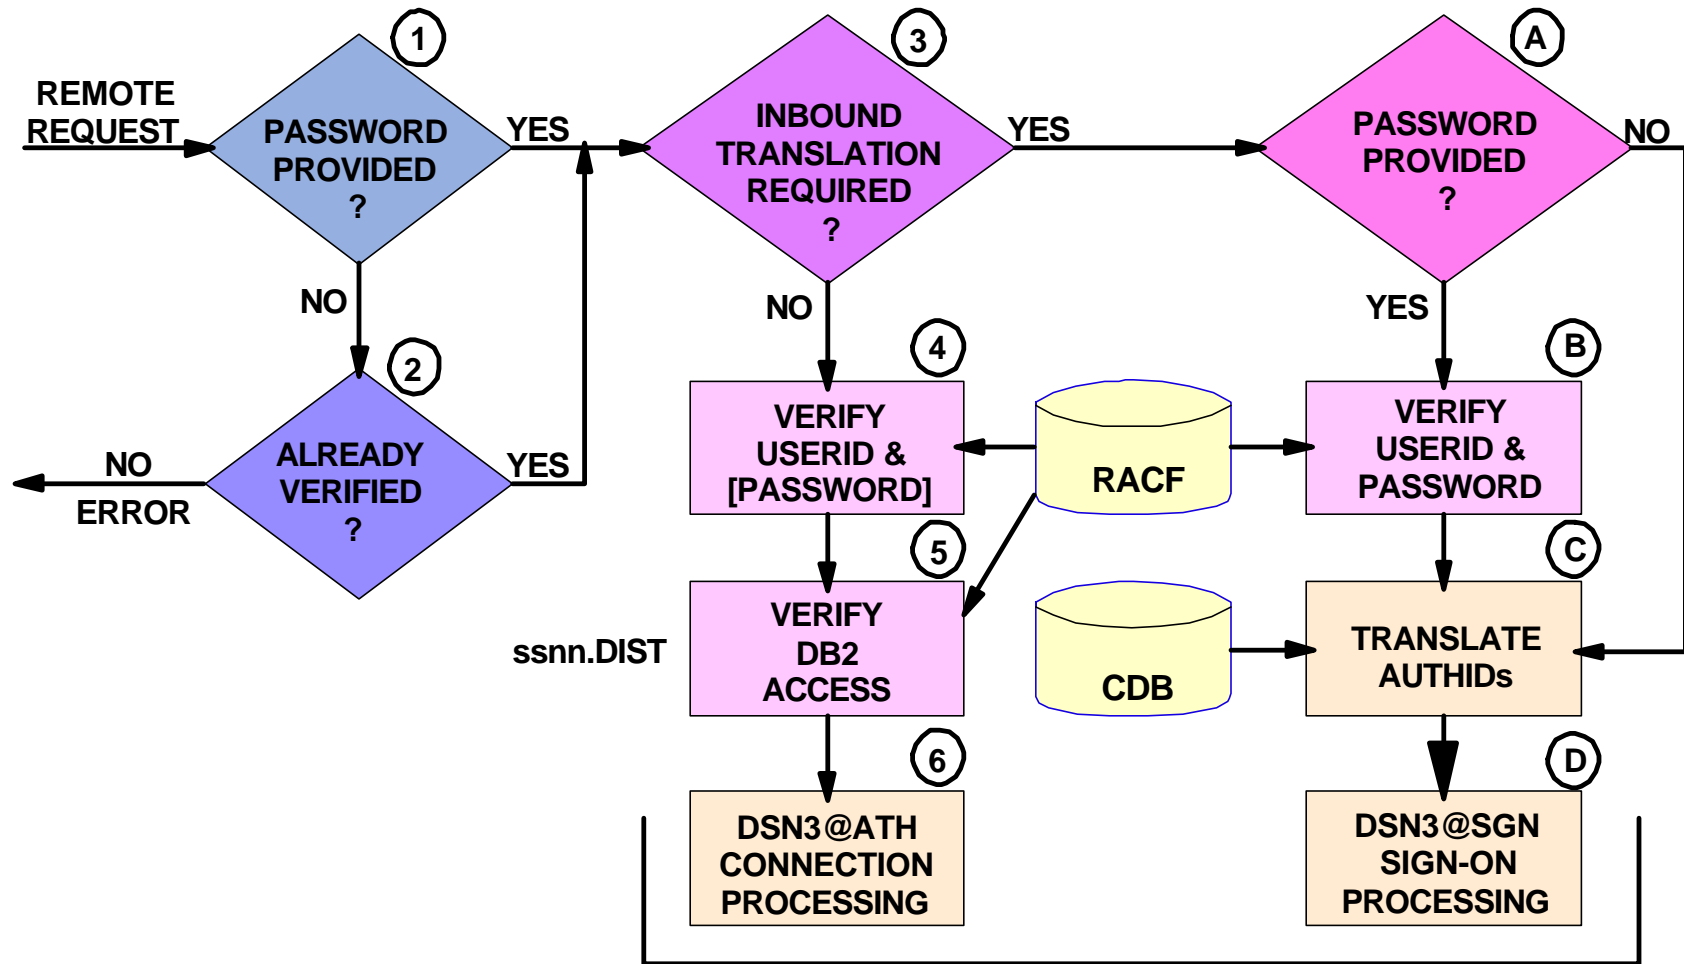 1
REMOTE
REQUEST
PASSWORD
PROVIDED
?
YES
NO
2
ALREADY
VERIFIED
?
YES
NO
ERROR
3
INBOUND
TRANSLATION
REQUIRED
?
YES
NO
4
VERIFY
USERID &
[PASSWORD]
5
VERIFY
DB2
ACCESS
ssnn.DIST
6
DSN3@ATH
CONNECTION
PROCESSING
RACF
CDB
A
PASSWORD
PROVIDED
?
NO
YES
B
VERIFY
USERID &
PASSWORD
C
TRANSLATE
AUTHIDs
D
DSN3@SGN
SIGN-ON
PROCESSING